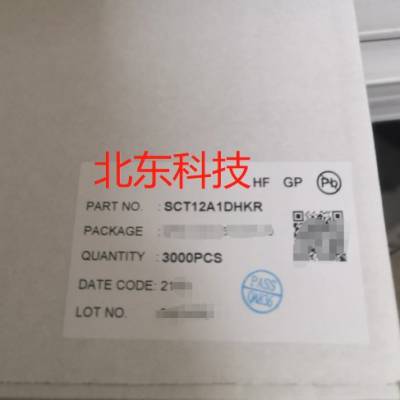 北东科技
HF GP Pb
PART NO. : SCT12A1DHKR
PACKAGE :
QUANTITY : 3000PCS
DATE CODE: 21
LOT NO. :
PASS